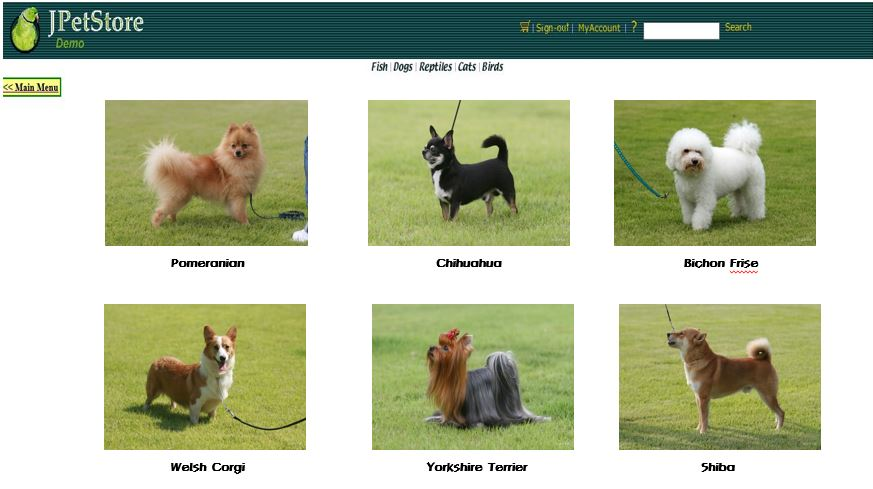 JPetStore
Demo
| Sign-out | MyAccount | ? Search
Fish | Dogs | Reptiles | Cats | Birds
<< Main Menu
Pomeranian Chihuahua Bichon Frise
Welsh Corgi Yorkshire Terrier Shiba